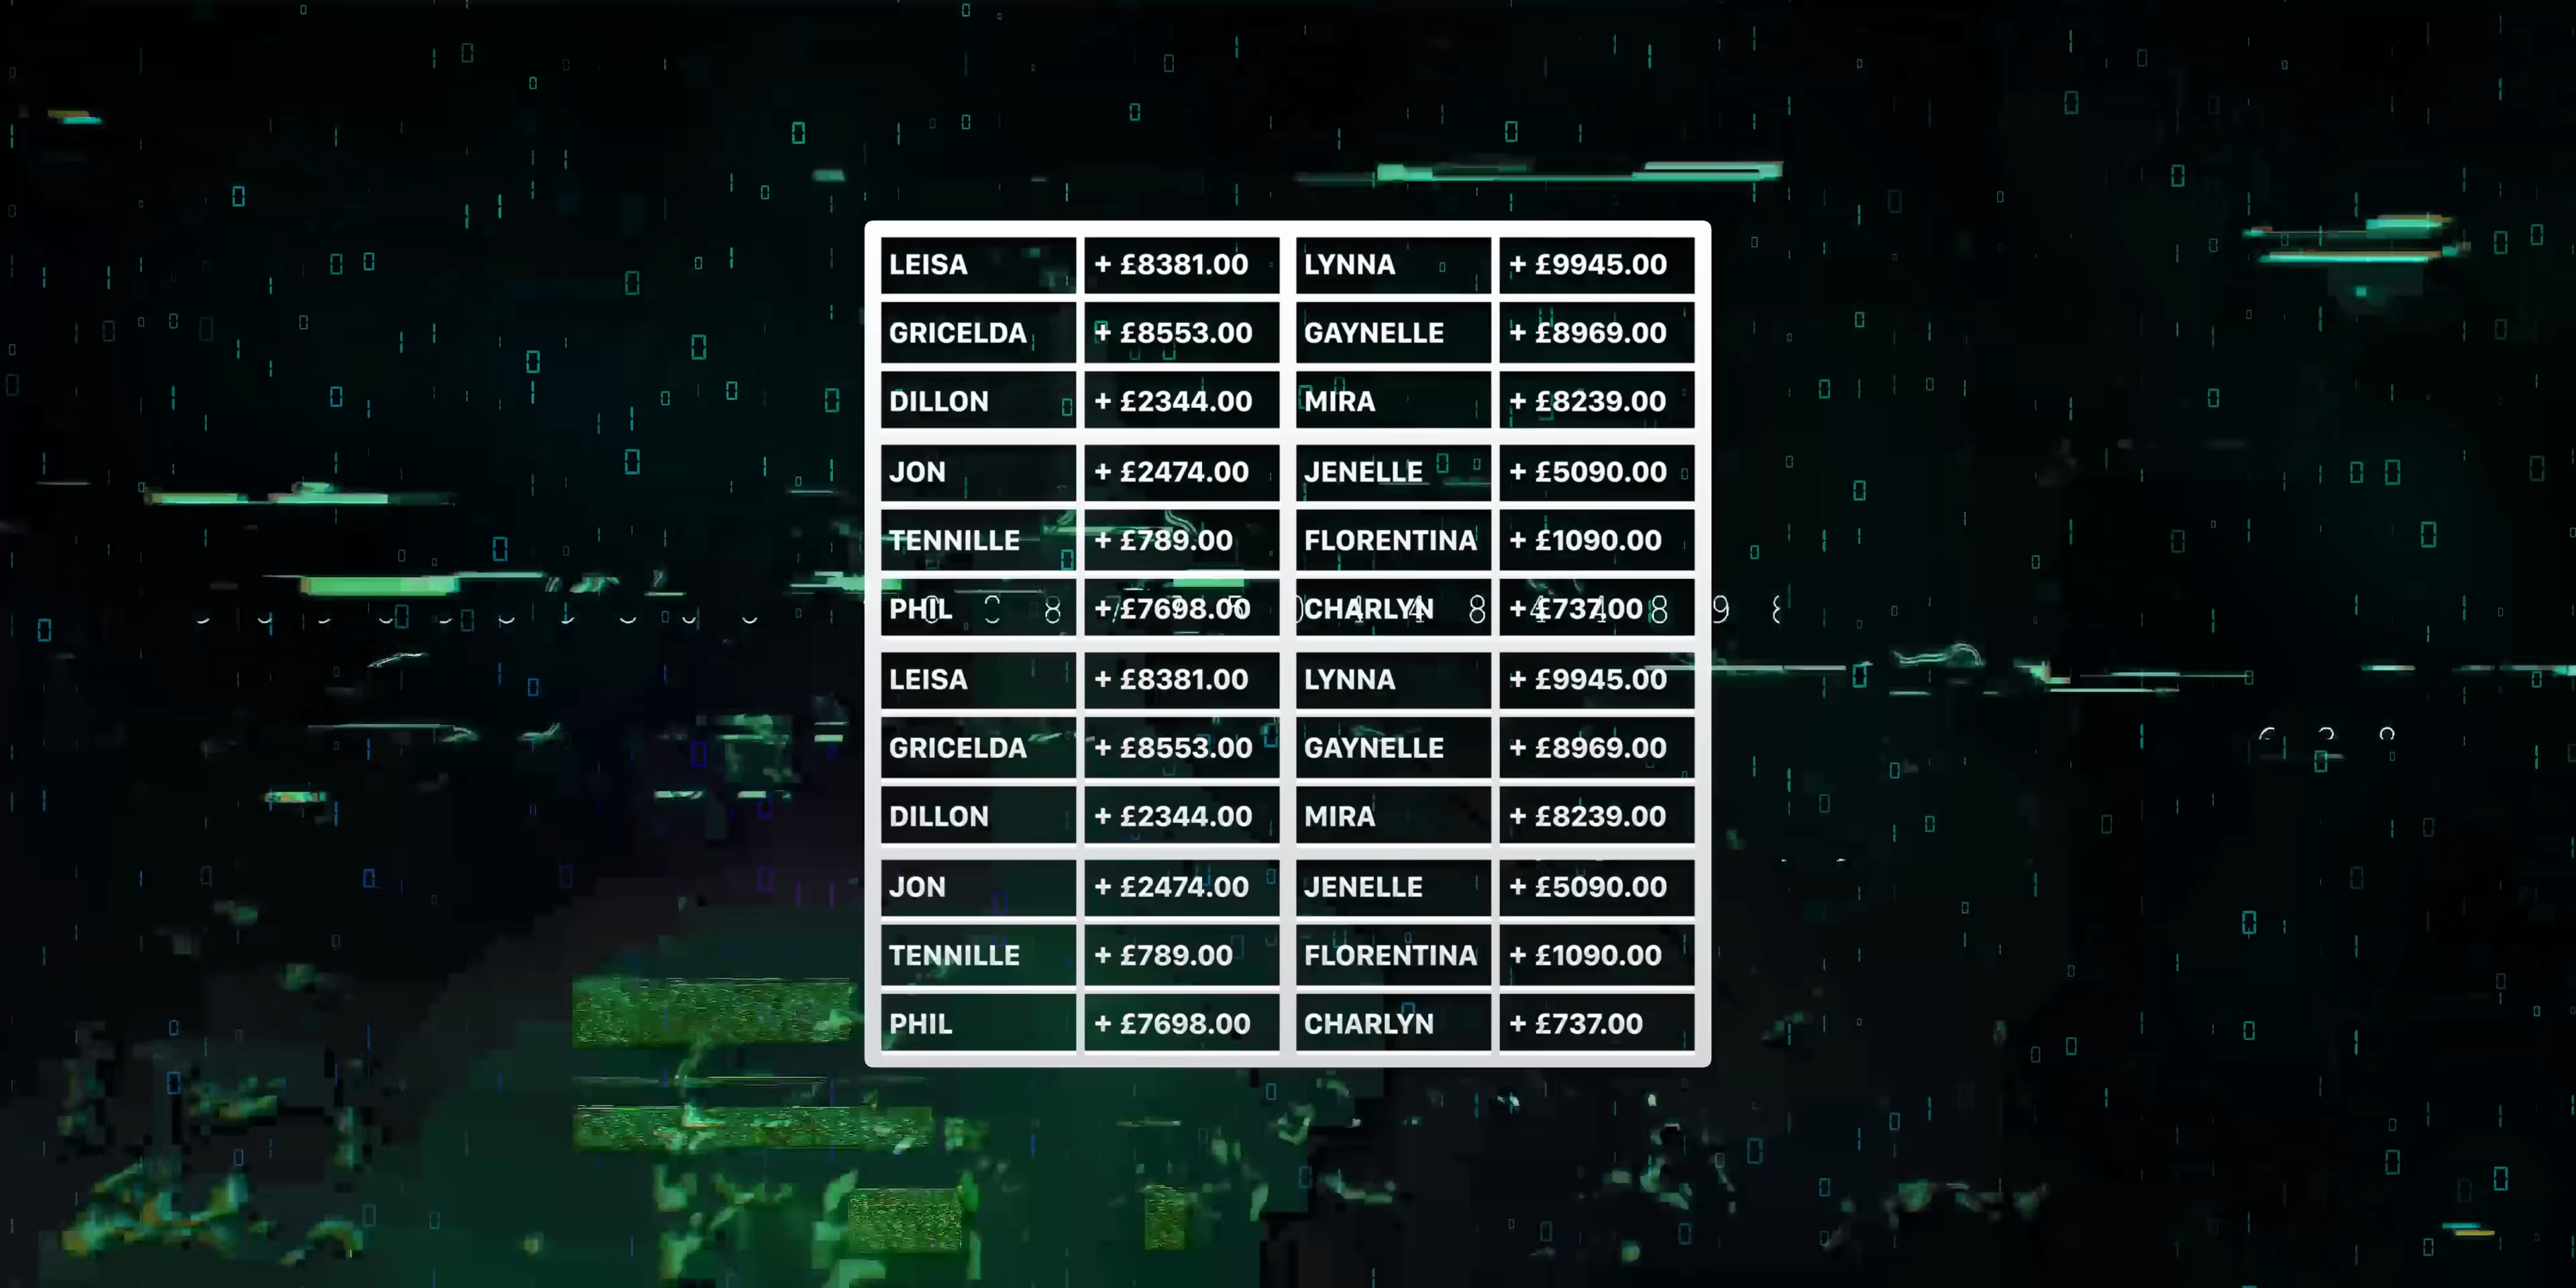 LEISA + £8381.00 LYNNA + £9945.00
GRICELDA + £8553.00 GAYNELLE + £8969.00
DILLON + £2344.00 MIRA + £8239.00
JON + £2474.00 JENELLE + £5090.00
TENNILLE + £789.00 FLORENTINA + £1090.00
PHIL + £7698.00 CHARLYN + £737.00
LEISA + £8381.00 LYNNA + £9945.00
GRICELDA + £8553.00 GAYNELLE + £8969.00
DILLON + £2344.00 MIRA + £8239.00
JON + £2474.00 JENELLE + £5090.00
TENNILLE + £789.00 FLORENTINA + £1090.00
PHIL + £7698.00 CHARLYN + £737.00